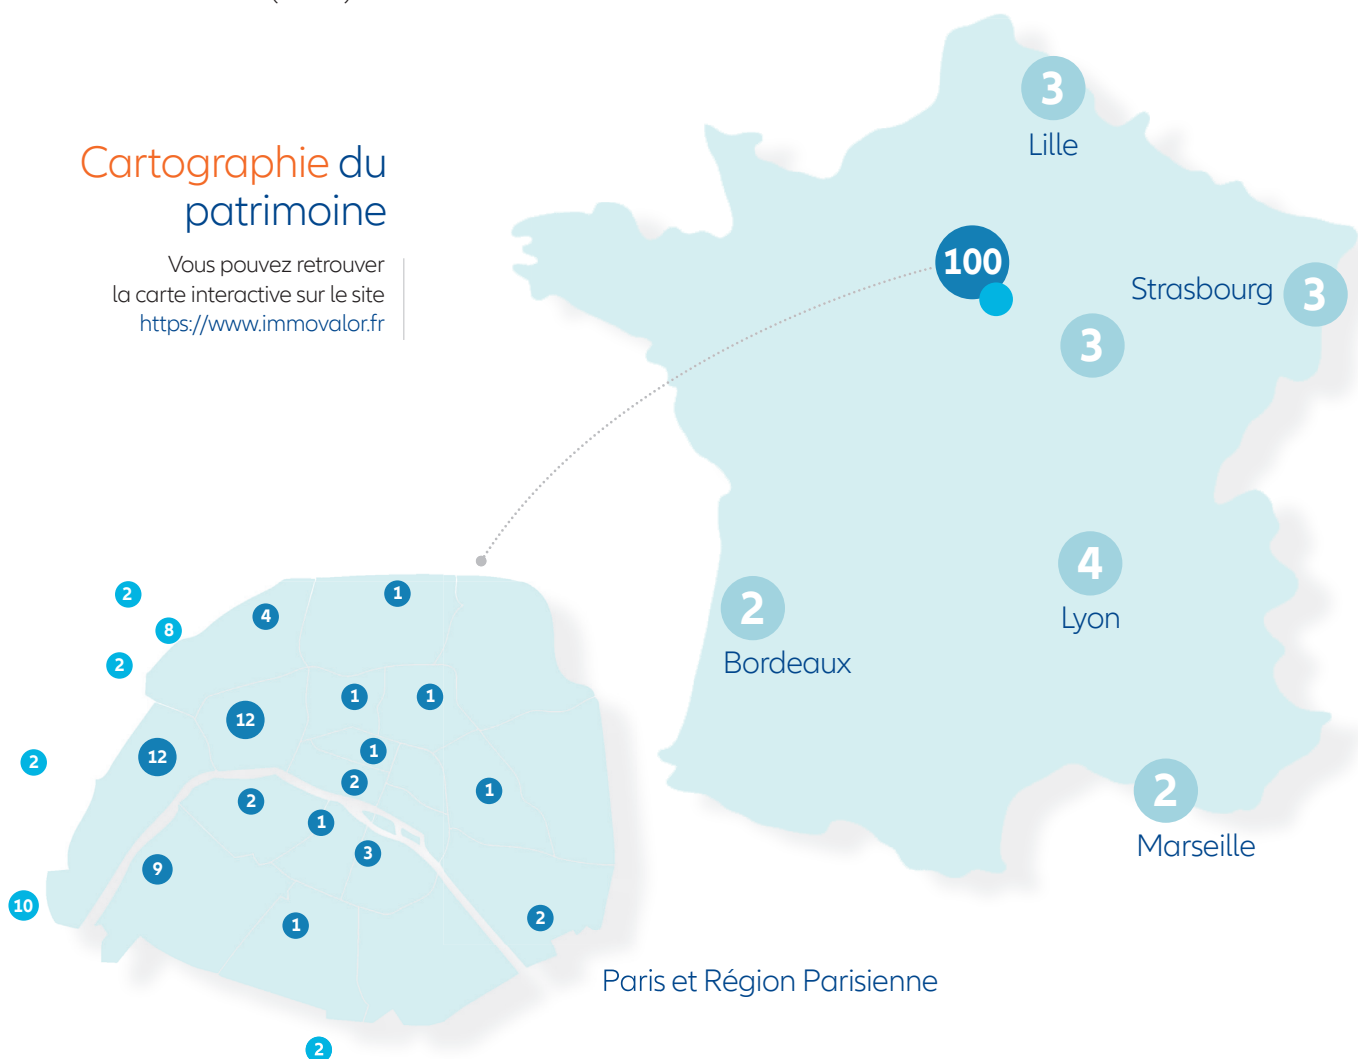 Cartographie du
patrimoine
Vous pouvez retrouver
la carte interactive sur le site
https://www.immovalor.fr
3
Lille
100
Strasbourg
3
3
4
Lyon
2
Bordeaux
2
Marseille
2
8
2
4
1
1
1
12
12
2
1
2
1
2
1
3
9
10
1
2
Paris et Région Parisienne
2